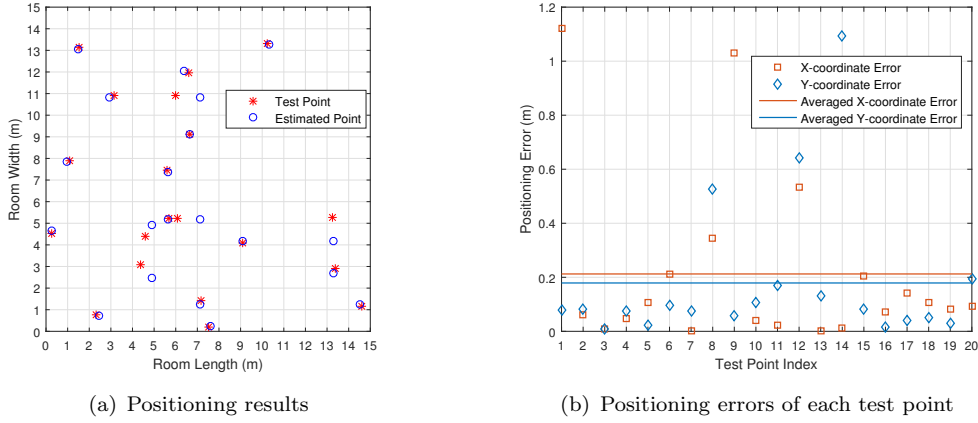 15
14
13
12
11
10
9
8
7
6
5
4
3
2
1
0
Room Width (m)
Test Point
Estimated Point
0 1 2 3 4 5 6 7 8 9 10 11 12 13 14 15
Room Length (m)
(a) Positioning results
1.2
1
0.8
0.6
0.4
0.2
0
Positioning Error (m)
X-coordinate Error
Y-coordinate Error
Averaged X-coordinate Error
Averaged Y-coordinate Error
1 2 3 4 5 6 7 8 9 10 11 12 13 14 15 16 17 18 19 20
Test Point Index
(b) Positioning errors of each test point